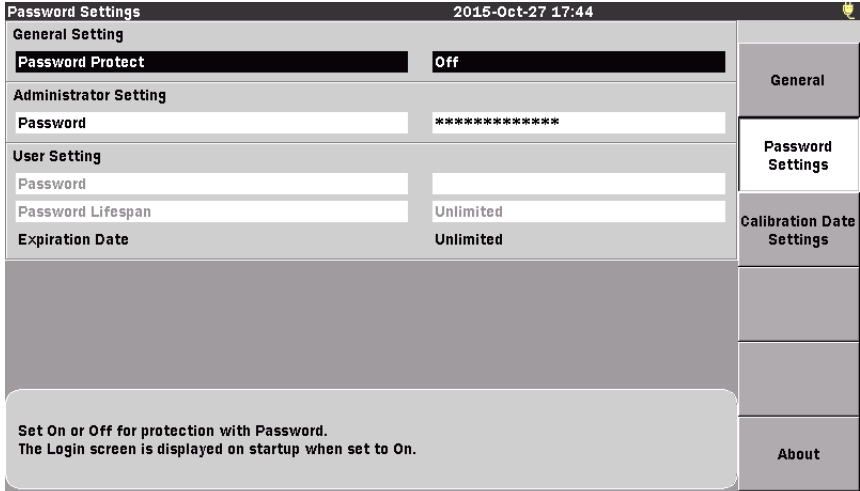 Password Settings 2015-Oct-27 17:44
General Setting
Password Protect Off
Administrator Setting
Password *************
User Setting
Password
Password Lifespan Unlimited
Expiration Date Unlimited
Set On or Off for protection with Password.
The Login screen is displayed on startup when set to On.
General
Password
Settings
Calibration Date
Settings
About